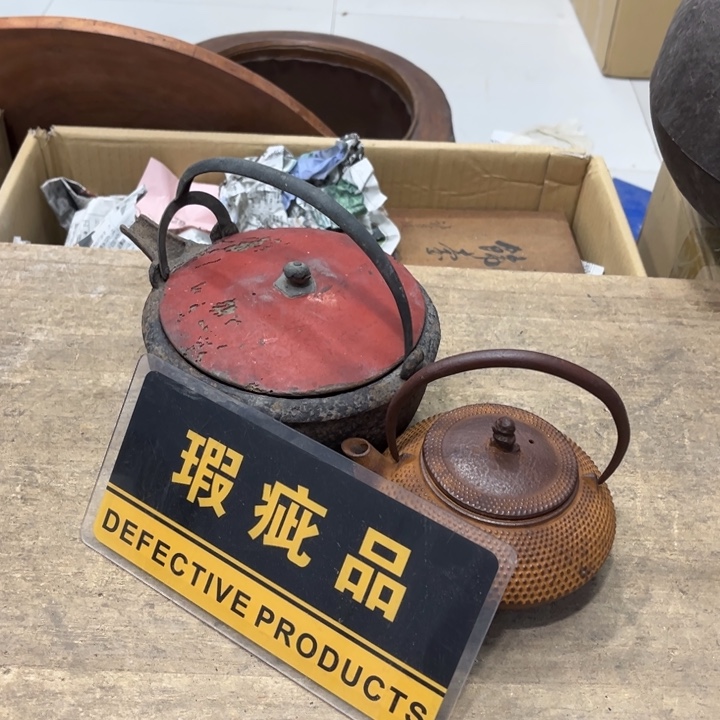 瑕疵品
DEFECTIVE PRODUCTS